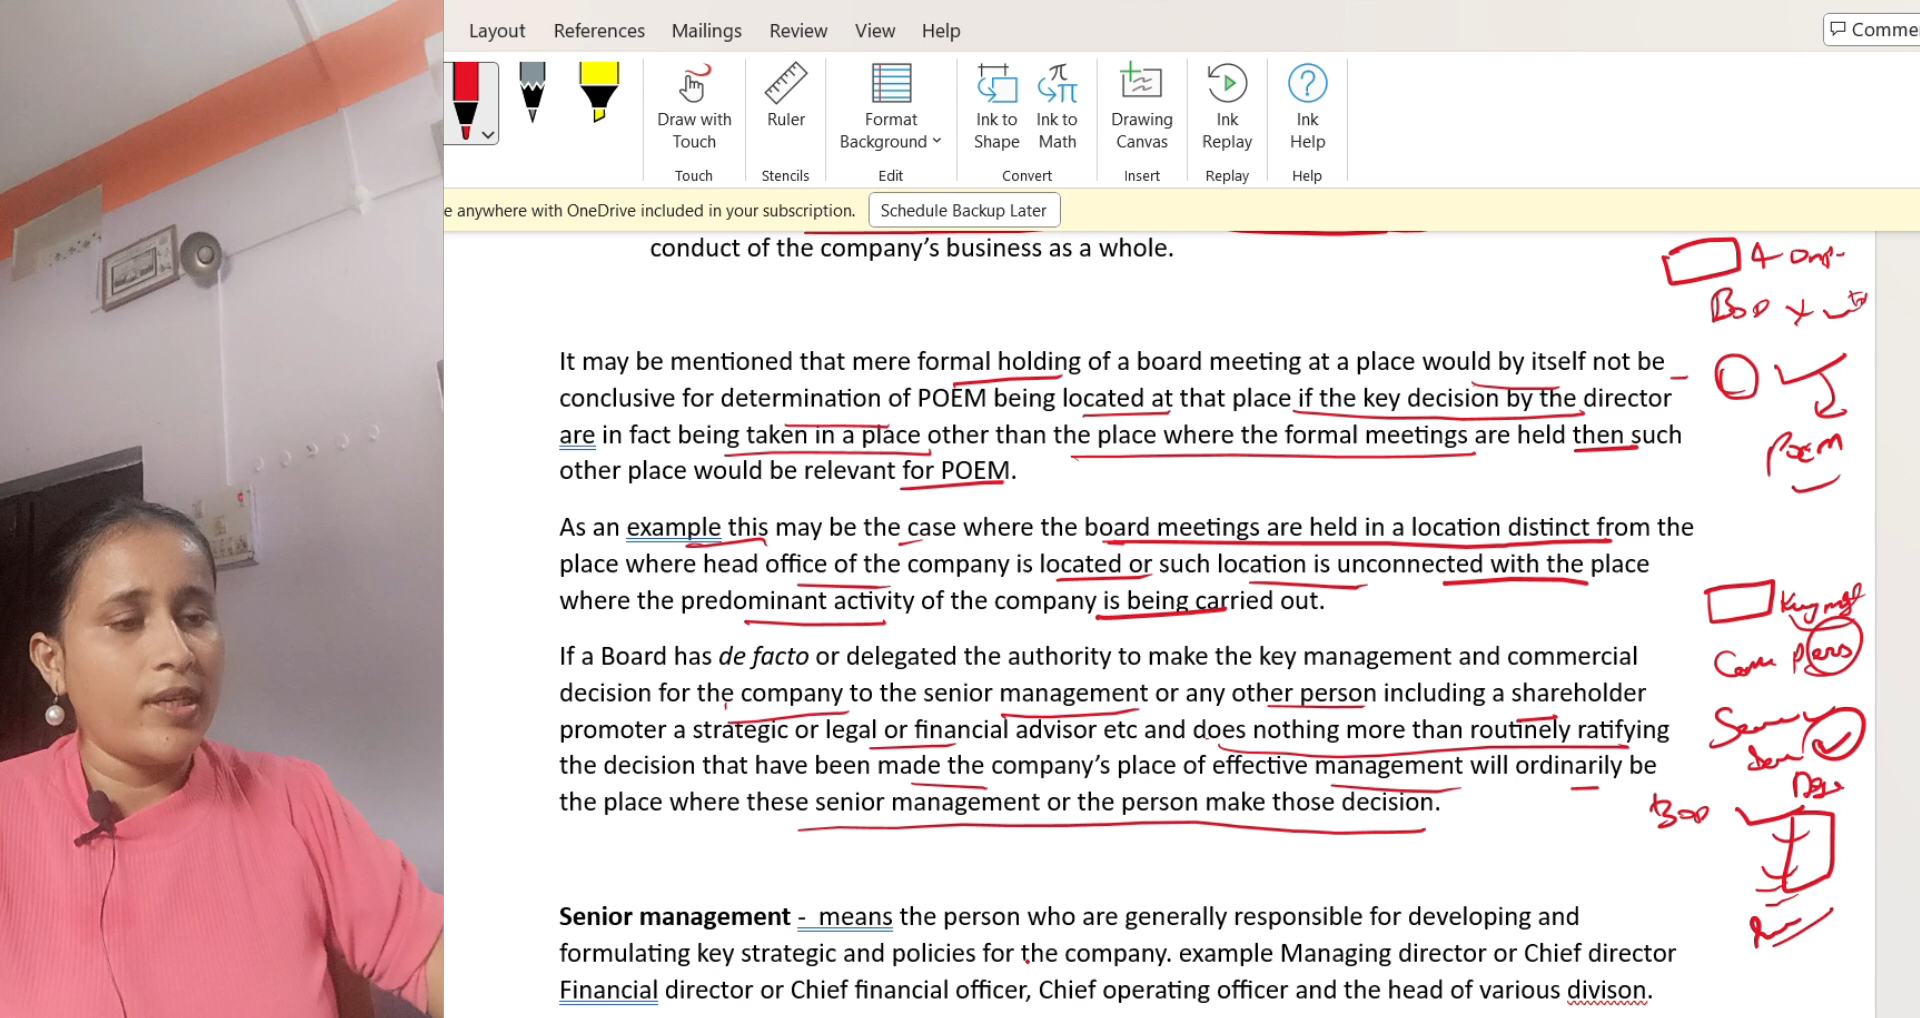 Layout References Mailings Review View Help Comme
Draw with Touch
Ruler
Format Background
Ink to Shape
Ink to Math
Drawing Canvas
Ink Replay
Ink Help
Touch Stencils Edit Convert Insert Replay Help
e anywhere with OneDrive included in your subscription. Schedule Backup Later
conduct of the company's business as a whole.
It may be mentioned that mere formal holding of a board meeting at a place would by itself not be
conclusive for determination of POEM being located at that place if the key decision by the director
are in fact being taken in a place other than the place where the formal meetings are held then such
other place would be relevant for POEM.
As an example this may be the case where the board meetings are held in a location distinct from the
place where head office of the company is located or such location is unconnected with the place
where the predominant activity of the company is being carried out.
If a Board has de facto or delegated the authority to make the key management and commercial
decision for the company to the senior management or any other person including a shareholder
promoter a strategic or legal or financial advisor etc and does nothing more than routinely ratifying
the decision that have been made the company's place of effective management will ordinarily be
the place where these senior management or the person make those decision.
Senior management - means the person who are generally responsible for developing and
formulating key strategic and policies for the company. example Managing director or Chief director
Financial director or Chief financial officer, Chief operating officer and the head of various divison.
BOD
POEM
BOD